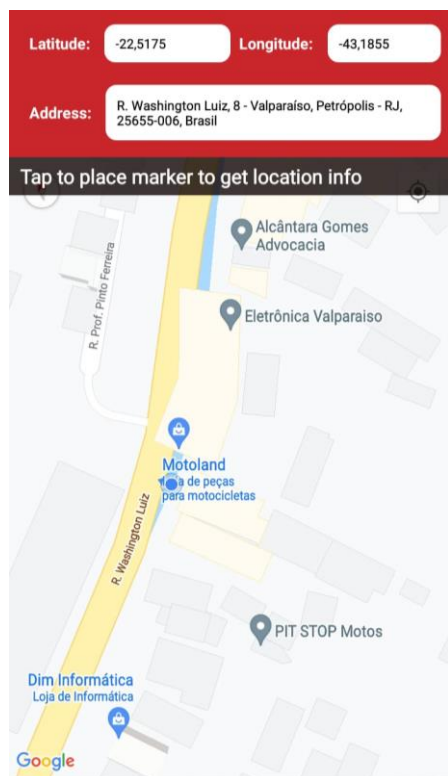 Latitude: -22,5175 Longitude: -43,1855
Address: R. Washington Luiz, 8 - Valparaíso, Petrópolis - RJ,
25655-006, Brasil
Tap to place marker to get location info
Alcântara Gomes
Advocacia
R. Prof. Pinto Ferreira
Eletrônica Valparaiso
Motoland
Loja de peças
para motocicletas
R. Washington Luiz
PIT STOP Motos
Dim Informática
Loja de Informática
Google